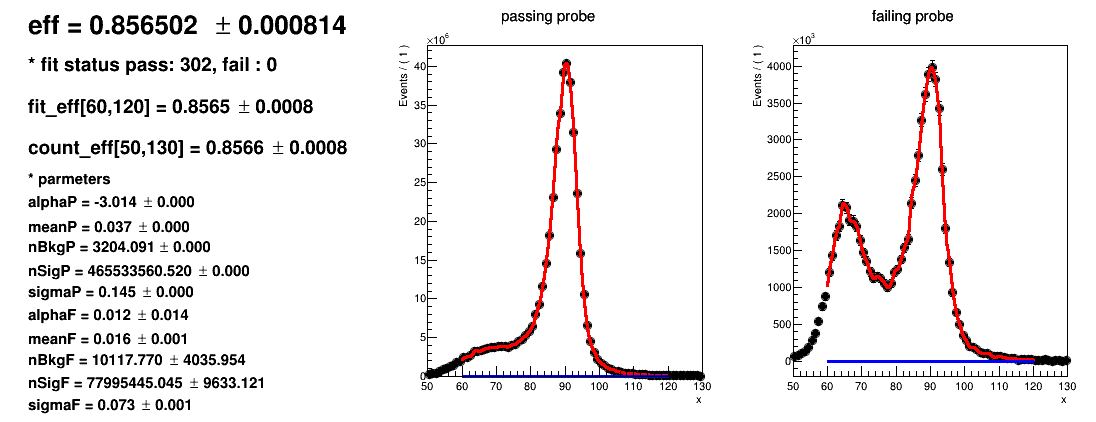 eff = 0.856502 ± 0.000814
* fit status pass: 302, fail : 0
fit_eff[60,120] = 0.8565 ± 0.0008
count_eff[50,130] = 0.8566 ± 0.0008
* parmeters
alphaP = -3.014 ± 0.000
meanP = 0.037 ± 0.000
nBkgP = 3204.091 ± 0.000
nSigP = 465533560.520 ± 0.000
sigmaP = 0.145 ± 0.000
alphaF = 0.012 ± 0.014
meanF = 0.016 ± 0.001
nBkgF = 10117.770 ± 4035.954
nSigF = 77995445.045 ± 9633.121
sigmaF = 0.073 ± 0.001
passing probe
×10⁶
Events / ( 1 )
40
35
30
25
20
15
10
5
0
50 60 70 80 90 100 110 120 130
x
failing probe
×10³
Events / ( 1 )
4000
3500
3000
2500
2000
1500
1000
500
0
50 60 70 80 90 100 110 120 130
x